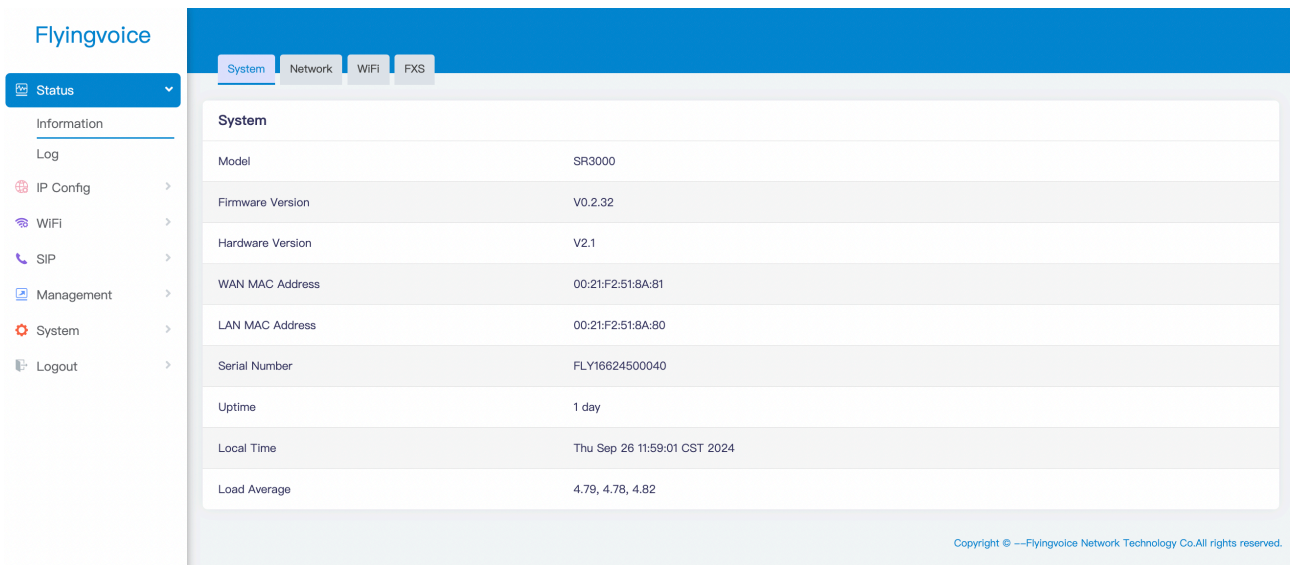 Flyingvoice
System Network WiFi FXS
Status
Information
Log
IP Config
WiFi
SIP
Management
System
Logout
System
Model SR3000
Firmware Version V0.2.32
Hardware Version V2.1
WAN MAC Address 00:21:F2:51:8A:81
LAN MAC Address 00:21:F2:51:8A:80
Serial Number FLY16624500040
Uptime 1 day
Local Time Thu Sep 26 11:59:01 CST 2024
Load Average 4.79, 4.78, 4.82
Copyright © --Flyingvoice Network Technology Co.All rights reserved.